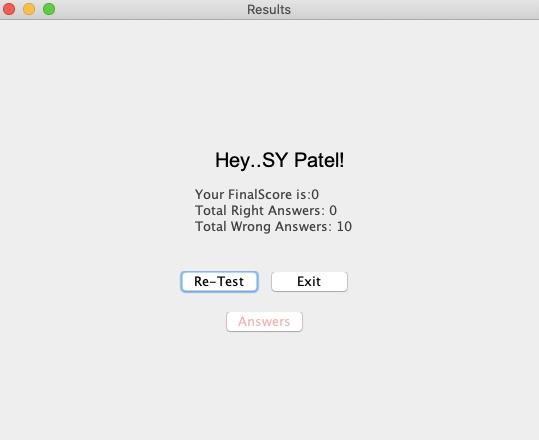 Results
Hey..SY Patel!
Your FinalScore is:0
Total Right Answers: 0
Total Wrong Answers: 10
Re-Test Exit
Answers